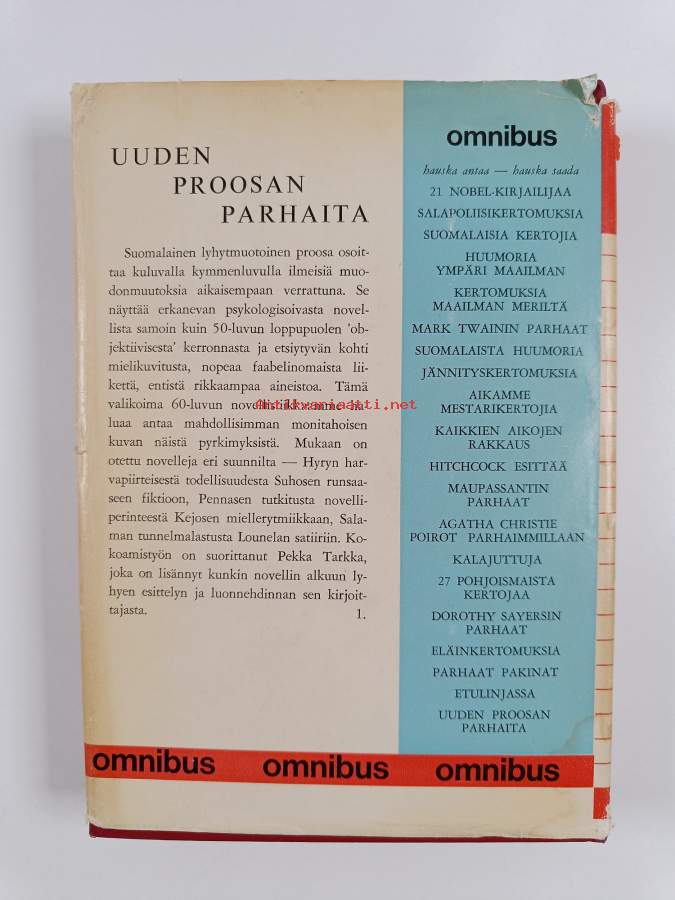 UUDEN
PROOSAN
PARHAITA
Suomalainen lyhytmuotoinen proosa osoit-
taa kuluvalla kymmenluvulla ilmeisiä muo-
donmuutoksia aikaisempaan verrattuna. Se
näyttää erkanevan psykologisoivasta novel-
lista samoin kuin 50-luvun loppupuolen 'ob-
jektiivisesta' kerronnasta ja etsiytyvän kohti
mielikuvitusta, nopeaa faabelinomaista lii-
kettä, entistä rikkaampaa aineistoa. Tämä
valikoima 60-luvun novellistiikkaamme ha-
luaa antaa mahdollisimman monitahoisen
kuvan näistä pyrkimyksistä. Mukaan on
otettu novelleja eri suunnilta — Hyryn har-
vapiirteisestä todellisuudesta Suhosen runsaa-
seen fiktioon, Pennasen tutkitusta novelli-
perinteestä Kejosen miellerytmiikkaan, Sala-
man tunnelmalastusta Lounelan satiiriin. Ko-
koamistyön on suorittanut Pekka Tarkka,
joka on lisännyt kunkin novellin alkuun ly-
hyen esittelyn ja luonnehdinnan sen kirjoit-
tajasta. 1.
omnibus
hauska antaa — hauska saada
21 NOBEL-KIRJAILIJAA
SALAPOLIISIKERTOMUKSIA
SUOMALAISIA KERTOJIA
HUUMORIA
YMPÄRI MAAILMAN
KERTOMUKSIA
MAAILMAN MERILTÄ
MARK TWAININ PARHAAT
SUOMALAISTA HUUMORIA
JÄNNITYSKERTOMUKSIA
AIKAMME
MESTARIKERTOJIA
KAIKKIEN AIKOJEN
RAKKAUS
HITCHCOCK ESITTÄÄ
MAUPASSANTIN
PARHAAT
AGATHA CHRISTIE
POIROT PARHAIMMILLAAN
KALAJUTTUJA
27 POHJOISMAISTA
KERTOJAA
DOROTHY SAYERSIN
PARHAAT
ELÄINKERTOMUKSIA
PARHAAT PAKINAT
ETULINJASSA
UUDEN PROOSAN
PARHAITA
omnibus omnibus omnibus
Antikvariaatti.net